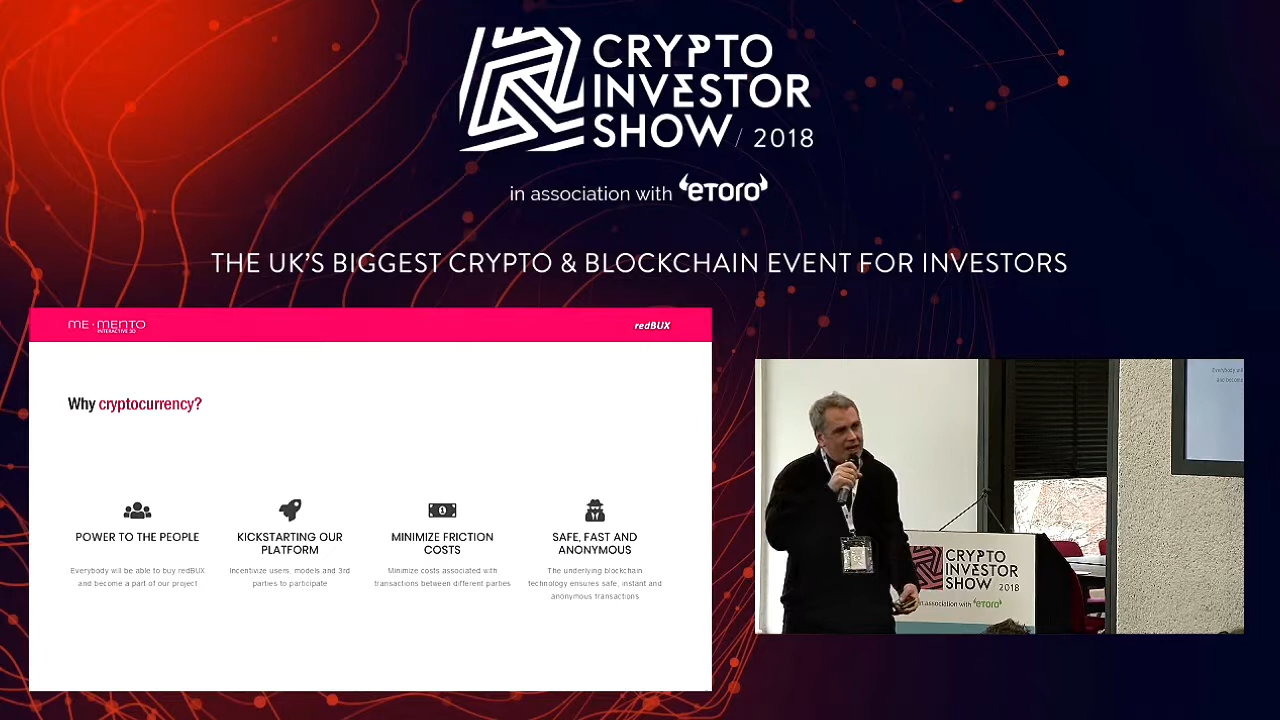 CRYPTO
INVESTOR
SHOW / 2018
in association with eTORO
THE UK'S BIGGEST CRYPTO & BLOCKCHAIN EVENT FOR INVESTORS
ME·MENTO
INTERACTIVE 3D
redBUX
Why cryptocurrency?
POWER TO THE PEOPLE
Everybody will be able to buy redBUX
and become a part of our project
KICKSTARTING OUR
PLATFORM
Incentivize users, models and 3rd
parties to participate
MINIMIZE FRICTION
COSTS
Minimize costs associated with
transactions between different parties
SAFE, FAST AND
ANONYMOUS
The underlying blockchain
technology ensures safe, instant and
anonymous transactions
Everybody will
and become
CRYPTO
INVESTOR
SHOW 2018
in association with eTORO